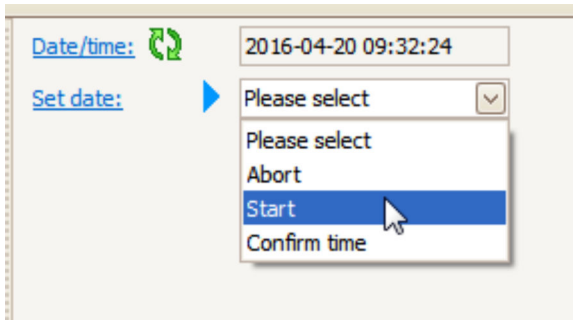 Date/time: 2016-04-20 09:32:24
Set date: Please select
Please select
Abort
Start
Confirm time